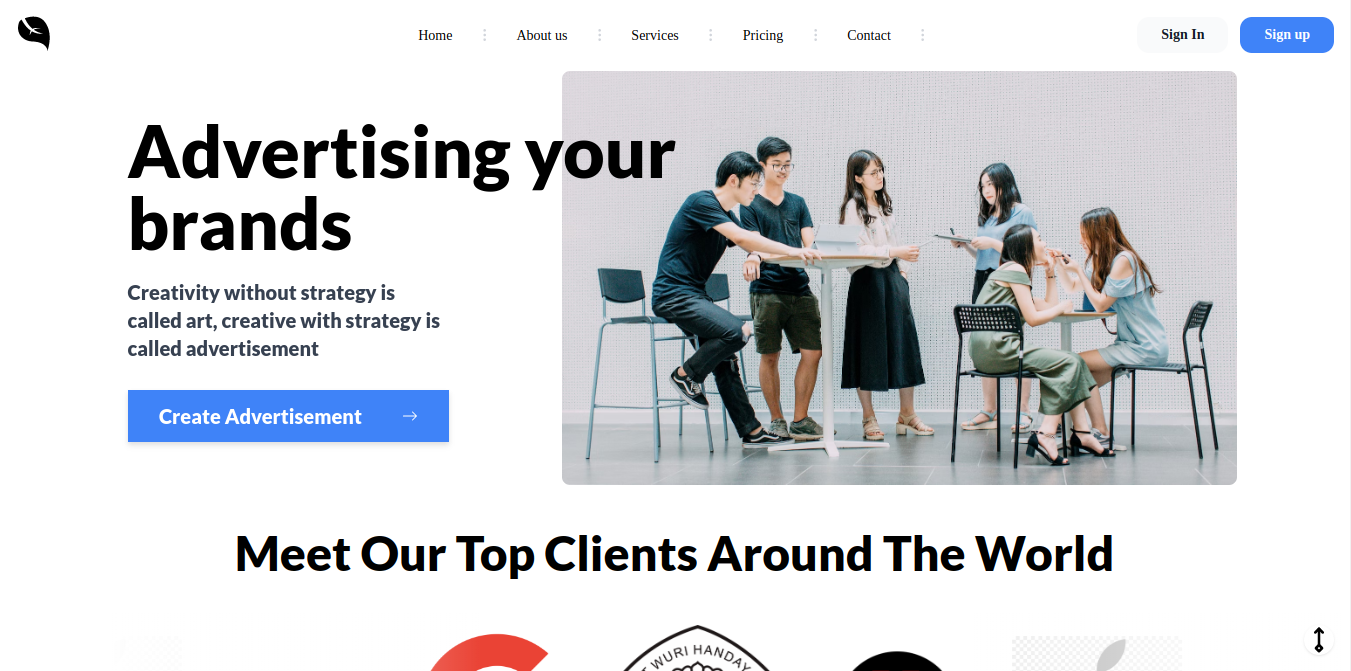 Home
About us
Services
Pricing
Contact
Sign In
Sign up
Advertising your
brands
Creativity without strategy is
called art, creative with strategy is
called advertisement
Create Advertisement
Meet Our Top Clients Around The World
WURI HANDAY